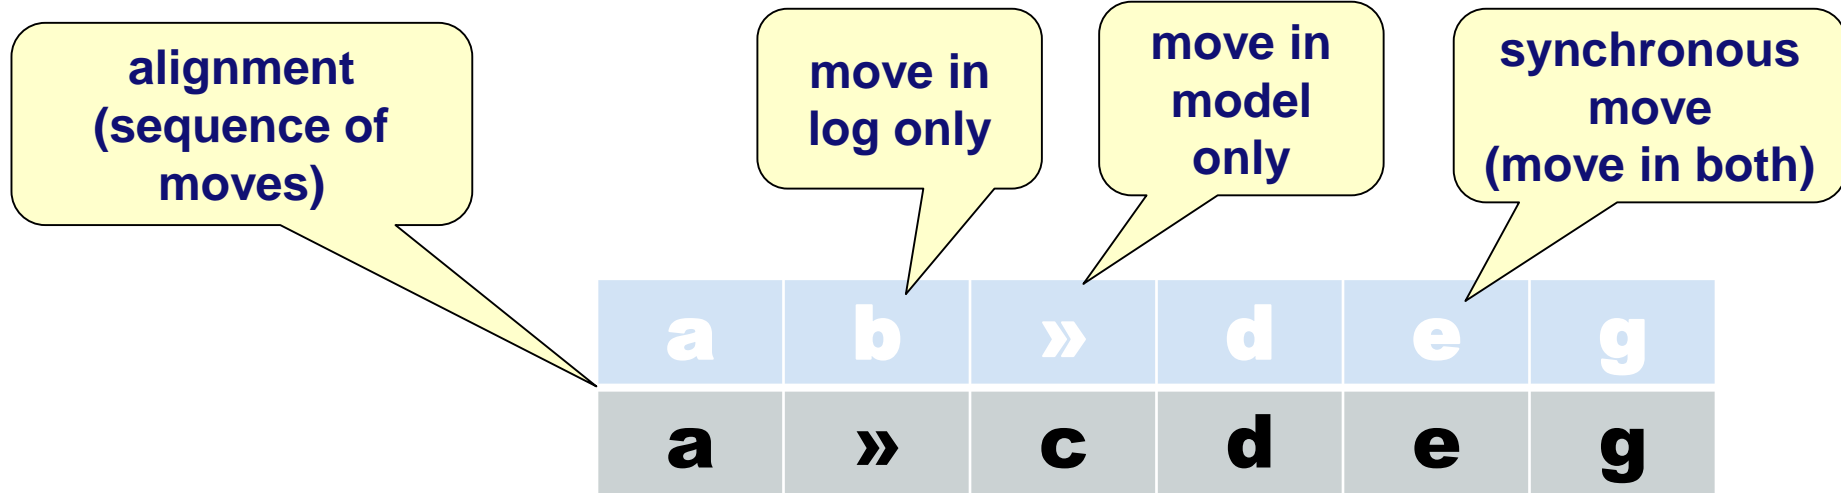 alignment
(sequence of
moves)
move in
log only
move in
model
only
synchronous
move
(move in both)
a b » d e g
a » c d e g